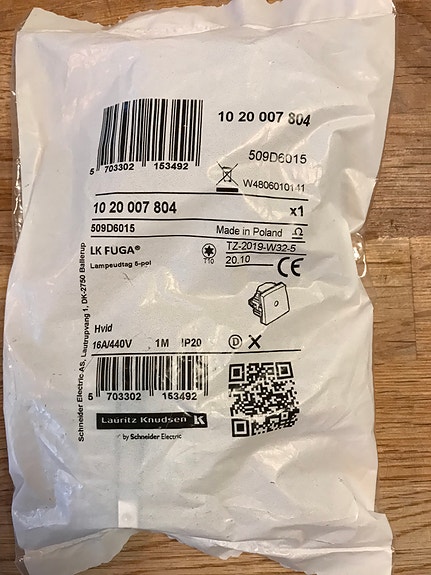 10 20 007 804
5 703302 153492
509D6015
W4806010141
10 20 007 804 x1
509D6015 Made in Poland
LK FUGA® T10 TZ-2019-W32-5
Lampeudtag 5-pol 20.10 CE
Hvid
16A/440V 1M IP20 D X
5 703302 153492
Lauritz Knudsen K
by Schneider Electric
Schneider Electric AS, Lautrupvang 1, DK-2750 Ballerup